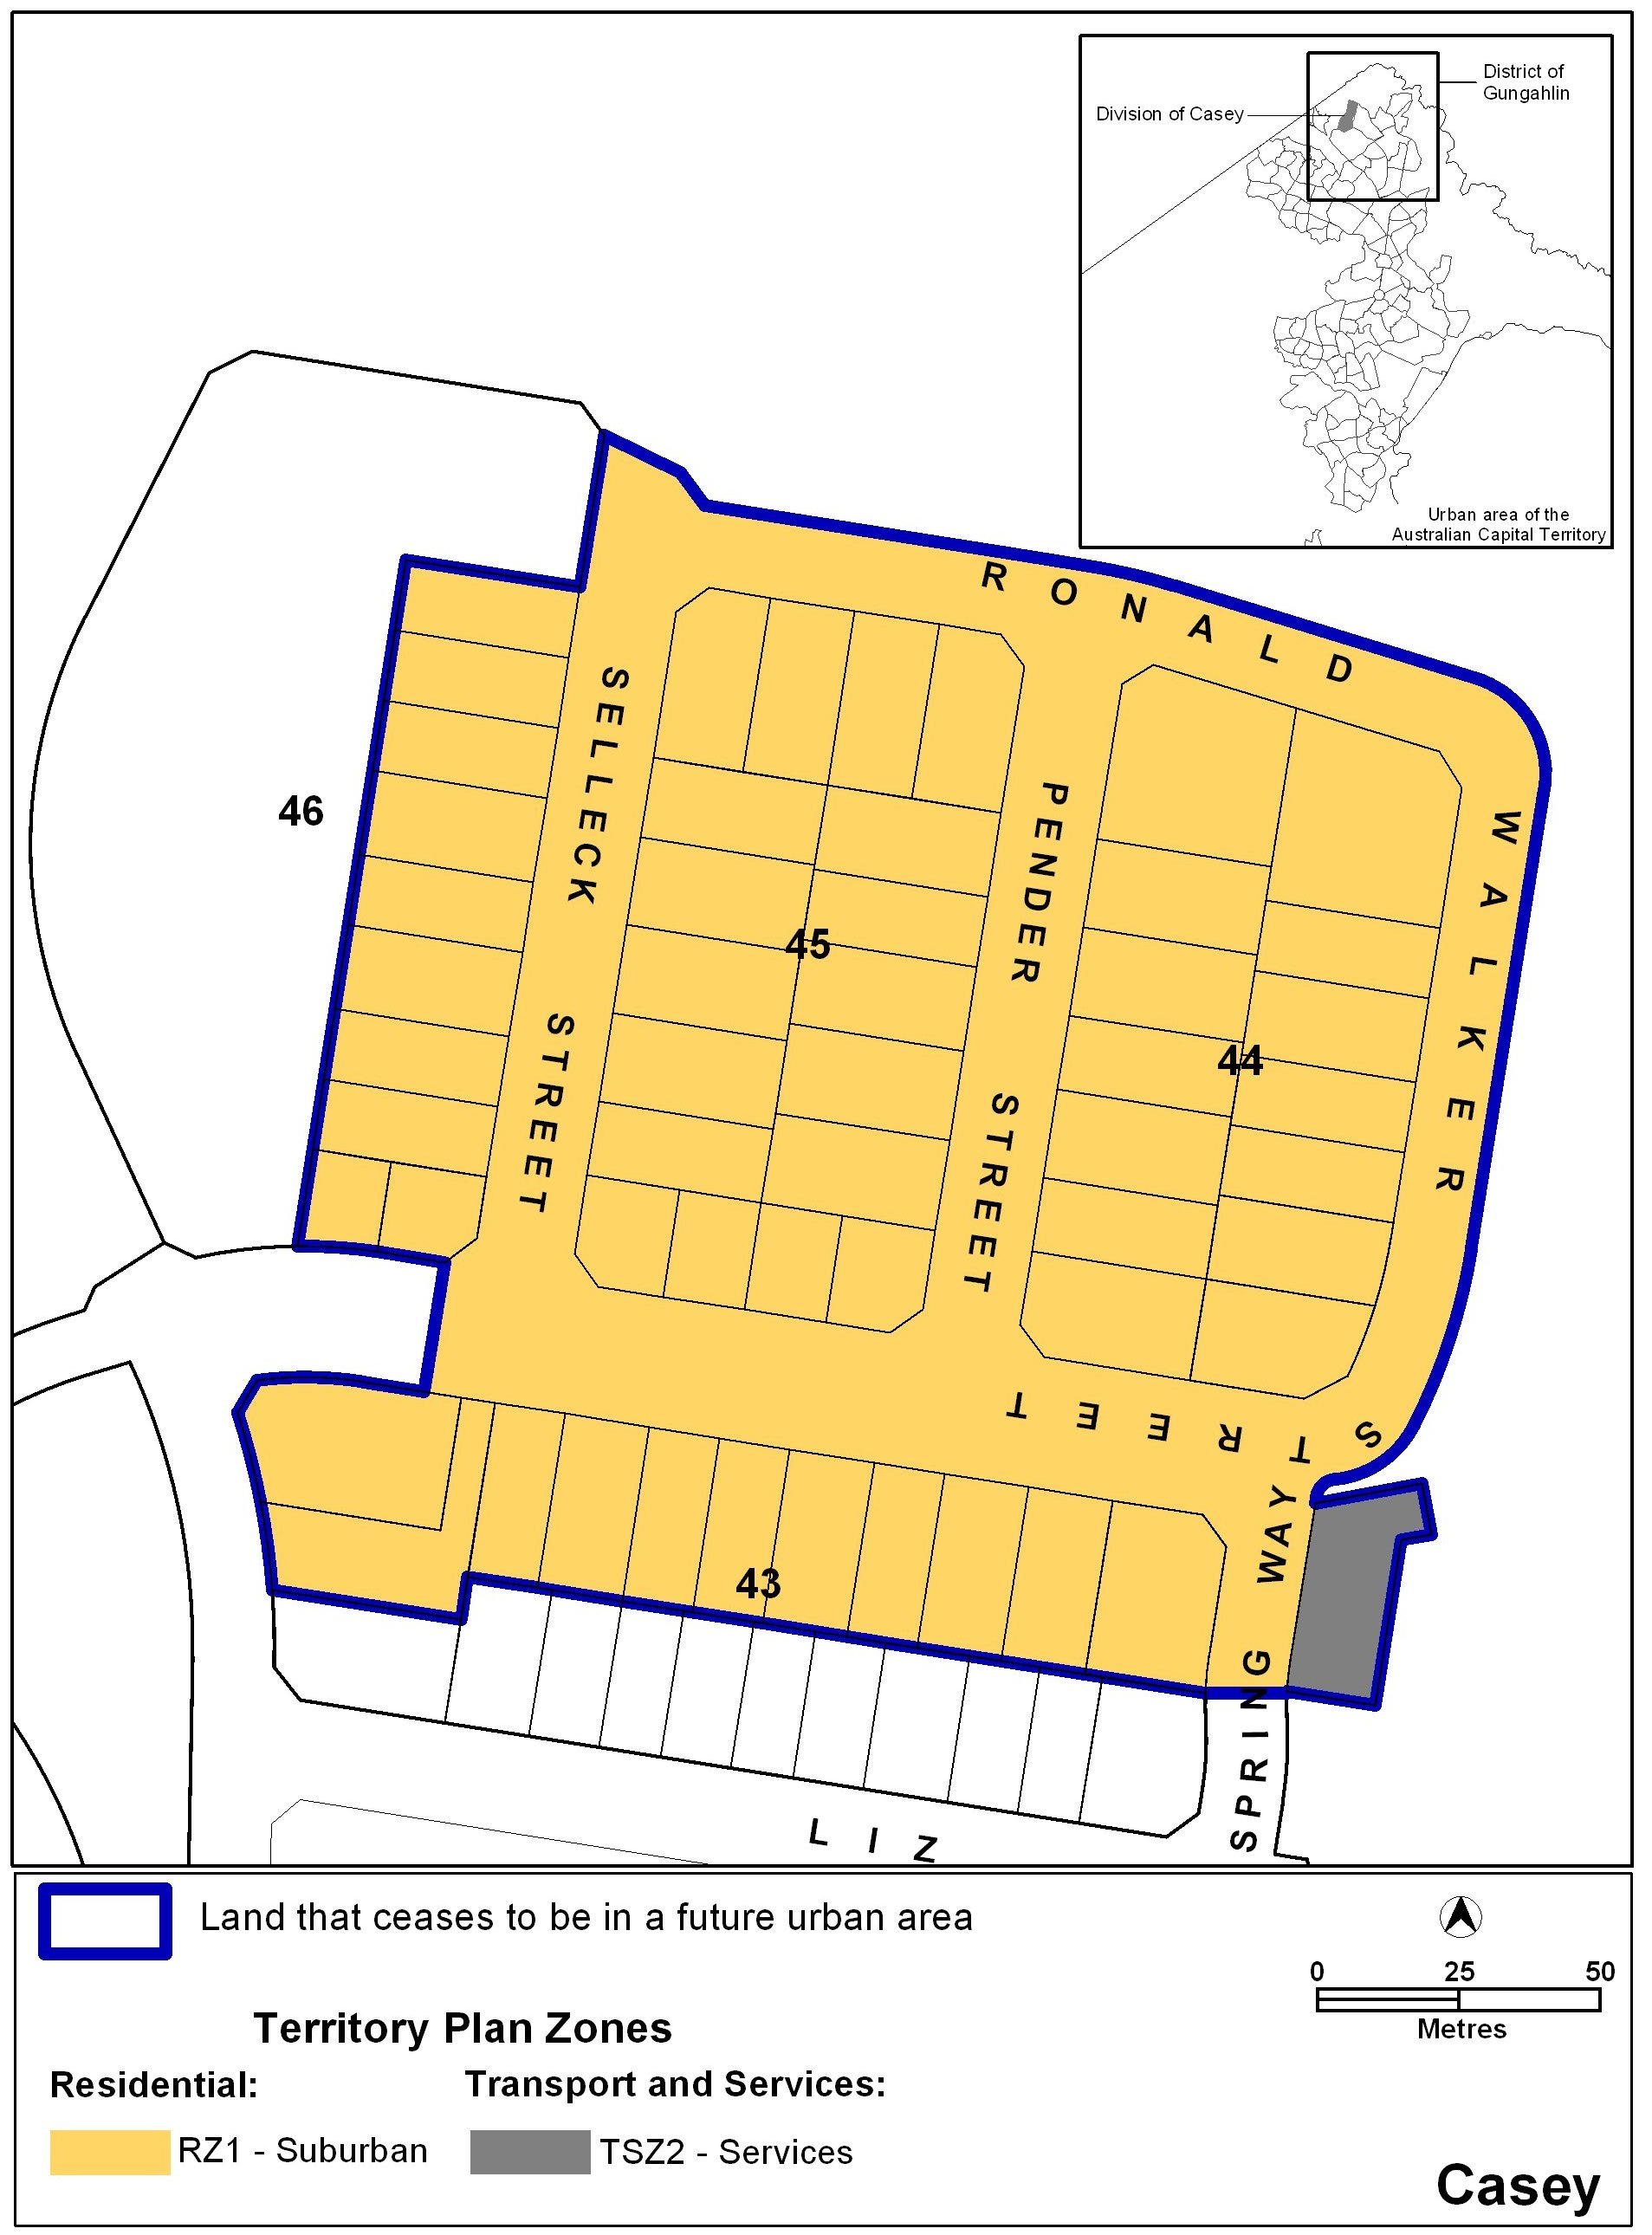 District of
Gungahlin
Division of Casey
Urban area of the
Australian Capital Territory
RONALD
WALKER
STREET
SELLECK STREET
PENDER STREET
46
45
44
43
SPRING WAY
LIZ
Land that ceases to be in a future urban area
0 25 50
Metres
Territory Plan Zones
Residential:
Transport and Services:
RZ1 - Suburban
TSZ2 - Services
Casey